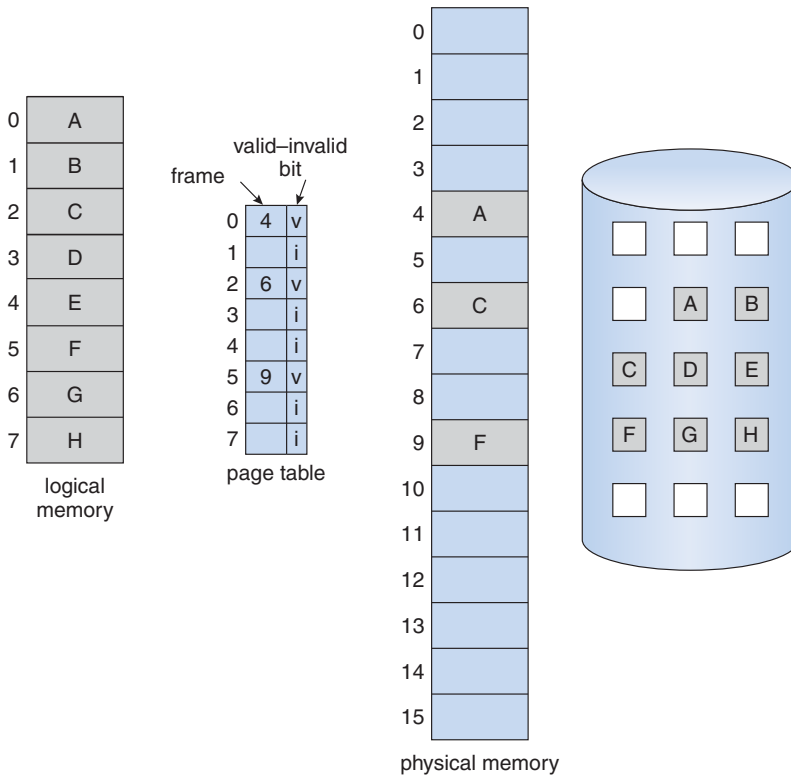 0 A
1 B
2 C
3 D
4 E
5 F
6 G
7 H
logical
memory
valid–invalid
bit
frame
0 4 v
1 i
2 6 v
3 i
4 i
5 9 v
6 i
7 i
page table
0
1
2
3
4 A
5
6 C
7
8
9 F
10
11
12
13
14
15
physical memory
A B
C D E
F G H